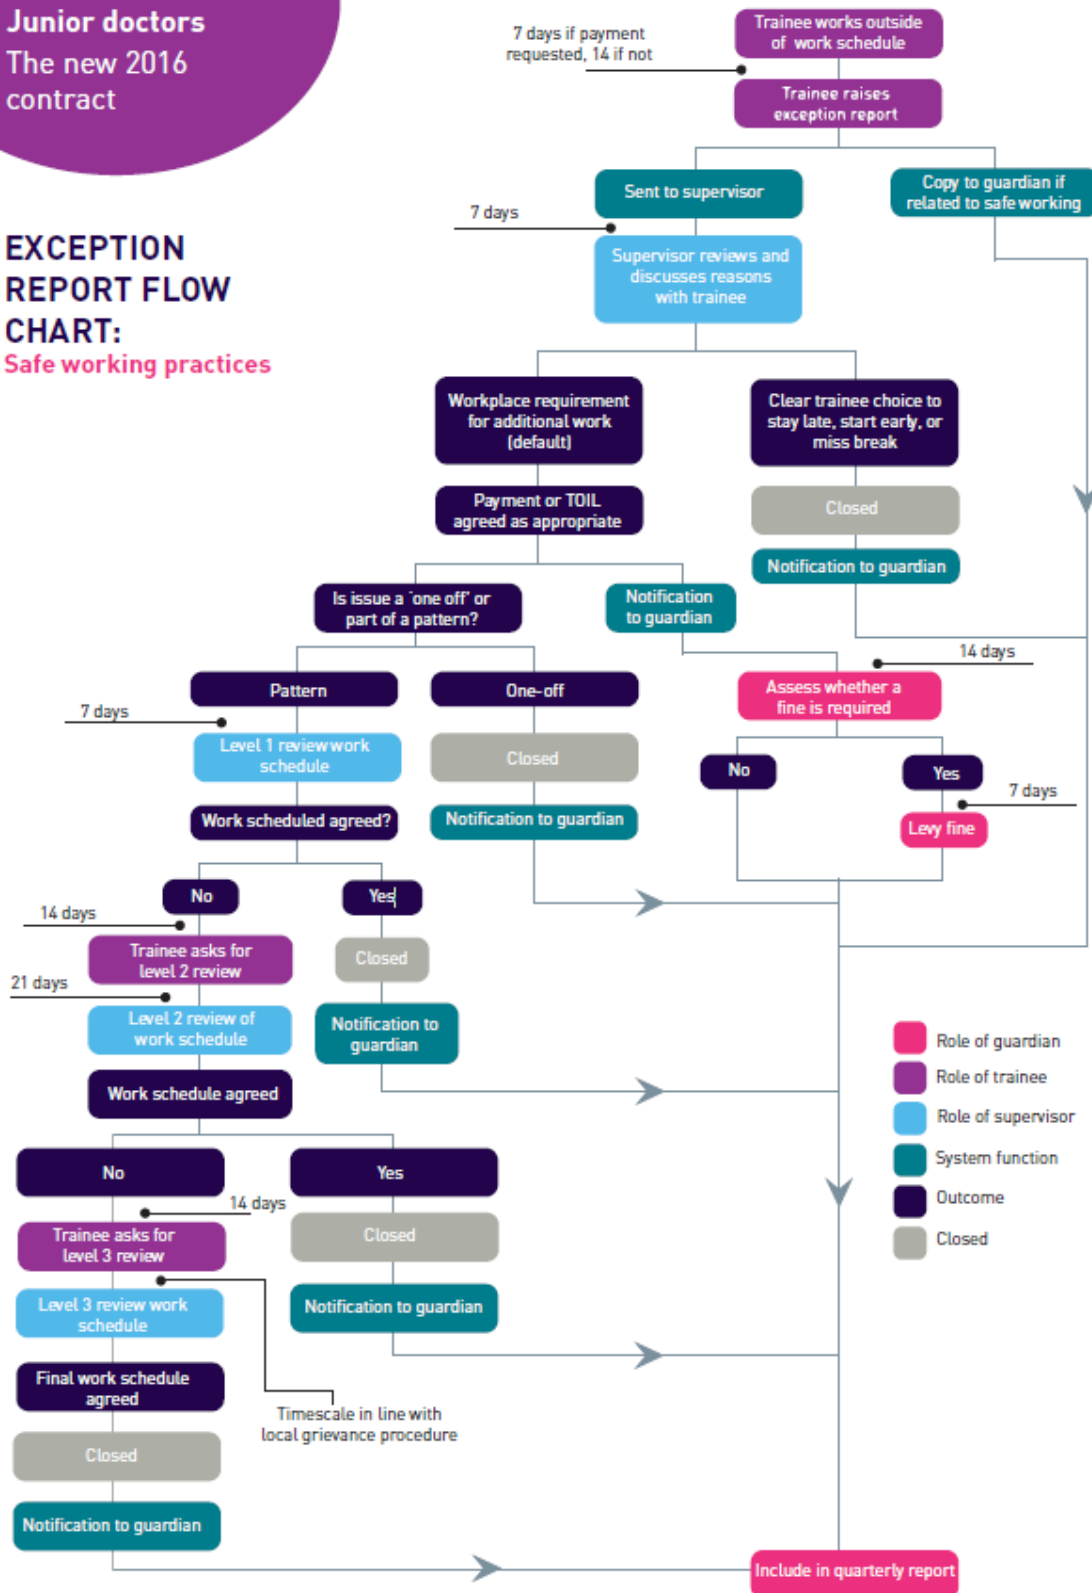 Junior doctors
The new 2016
contract
EXCEPTION
REPORT FLOW
CHART:
Safe working practices
7 days if payment
requested, 14 if not
Trainee works outside
of work schedule
Trainee raises
exception report
Sent to supervisor
Copy to guardian if
related to safe working
7 days
Supervisor reviews and
discusses reasons
with trainee
Workplace requirement
for additional work
(default)
Clear trainee choice to
stay late, start early, or
miss break
Payment or TOIL
agreed as appropriate
Closed
Notification to guardian
Is issue a ‘one off’ or
part of a pattern?
Notification
to guardian
14 days
Pattern
One-off
Assess whether a
fine is required
7 days
Level 1 review work
schedule
Closed
No
Yes
7 days
Work scheduled agreed?
Notification to guardian
Levy fine
No
Yes
14 days
Trainee asks for
level 2 review
Closed
21 days
Level 2 review of
work schedule
Notification to
guardian
Work schedule agreed
Role of guardian
Role of trainee
Role of supervisor
System function
Outcome
Closed
No
Yes
14 days
Trainee asks for
level 3 review
Closed
Level 3 review work
schedule
Notification to guardian
Final work schedule
agreed
Timescale in line with
local grievance procedure
Closed
Notification to guardian
Include in quarterly report